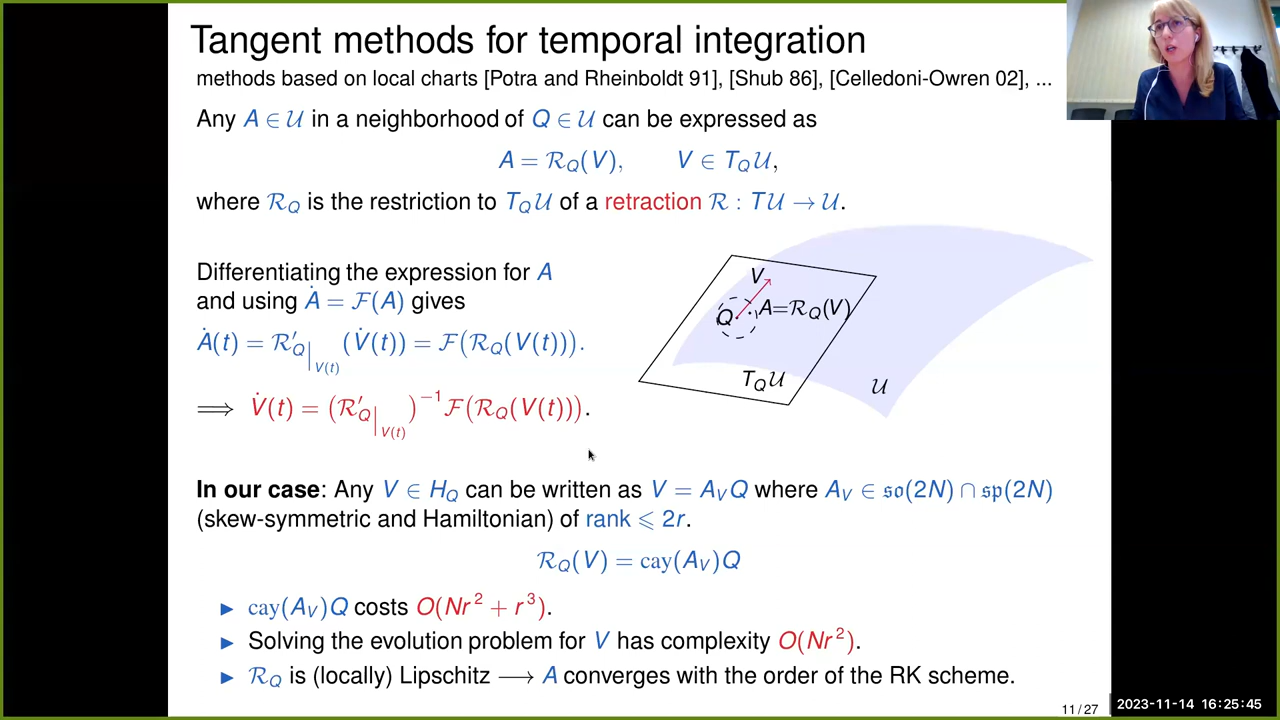 Tangent methods for temporal integration
methods based on local charts [Potra and Rheinboldt 91], [Shub 86], [Celledoni-Owren 02], ...
Any A ∈ 𝒰 in a neighborhood of Q ∈ 𝒰 can be expressed as
A = ℛ_Q(V), V ∈ T_Q𝒰,
where ℛ_Q is the restriction to T_Q𝒰 of a retraction ℛ : T𝒰 → 𝒰.
Differentiating the expression for A
and using Ȧ = ℱ(A) gives
Ȧ(t) = ℛ′_Q|_V(t) (V̇(t)) = ℱ(ℛ_Q(V(t))).
⟹ V̇(t) = (ℛ′_Q|_V(t))⁻¹ ℱ(ℛ_Q(V(t))).
V
Q
A=ℛ_Q(V)
T_Q𝒰
𝒰
In our case: Any V ∈ H_Q can be written as V = A_V Q where A_V ∈ 𝔰𝔬(2N) ∩ 𝔰𝔭(2N)
(skew-symmetric and Hamiltonian) of rank ⩽ 2r.
ℛ_Q(V) = cay(A_V)Q
▶ cay(A_V)Q costs O(Nr² + r³).
▶ Solving the evolution problem for V has complexity O(Nr²).
▶ ℛ_Q is (locally) Lipschitz ⟶ A converges with the order of the RK scheme.
11 / 27
2023-11-14 16:25:45